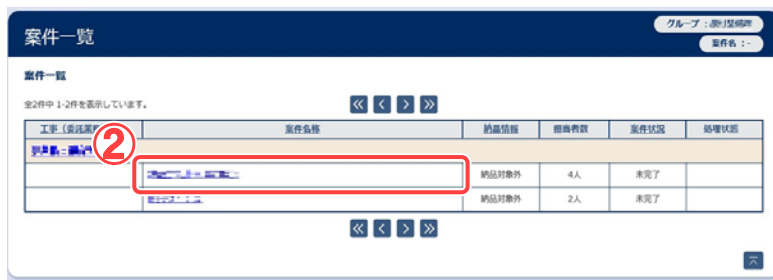 案件一覧
グループ：
案件名：-
案件一覧
全2件中 1-2件を表示しています。
« < > »
工事（委託業 案件名称 納品情報 担当者数 案件状況 処理状況
②
納品対象外 4人 未完了
納品対象外 2人 未完了
« < > »